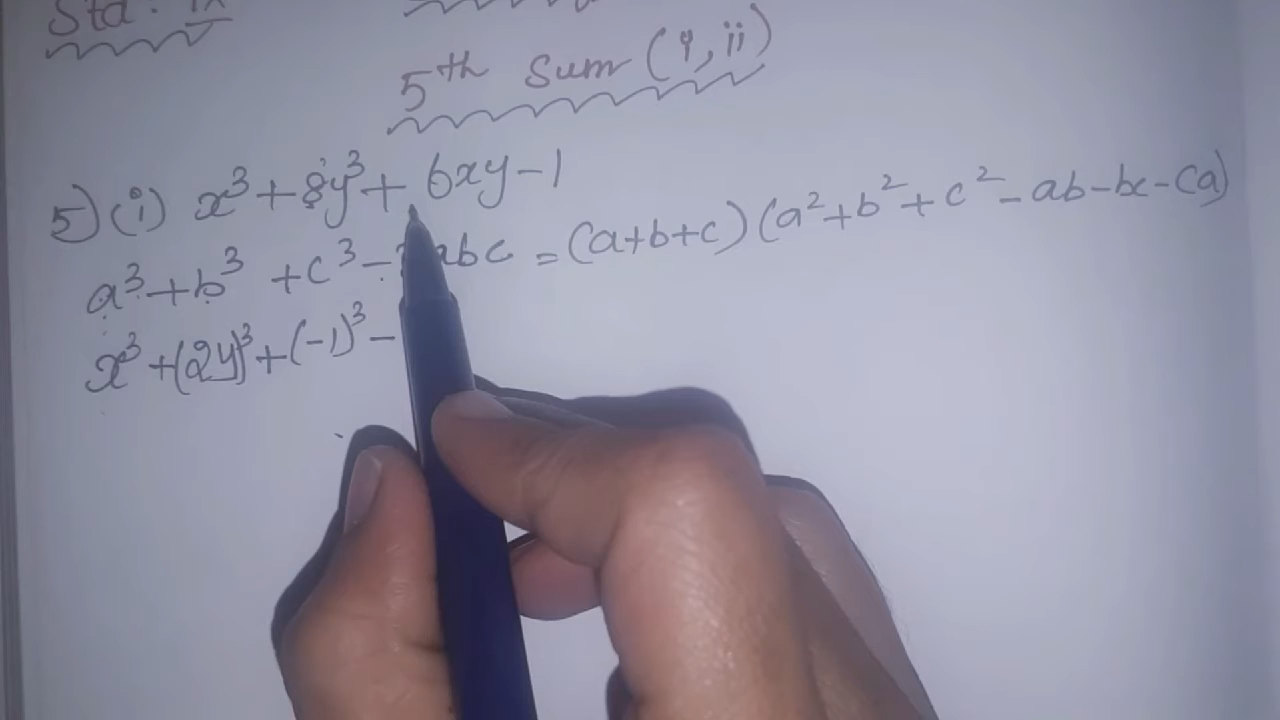 Std : IX
5th Sum (i, ii)
5) (i) x³ + 8y³ + 6xy - 1
a³ + b³ + c³ - abc = (a+b+c) (a² + b² + c² - ab - bc - ca)
x³ + (2y)³ + (-1)³ -